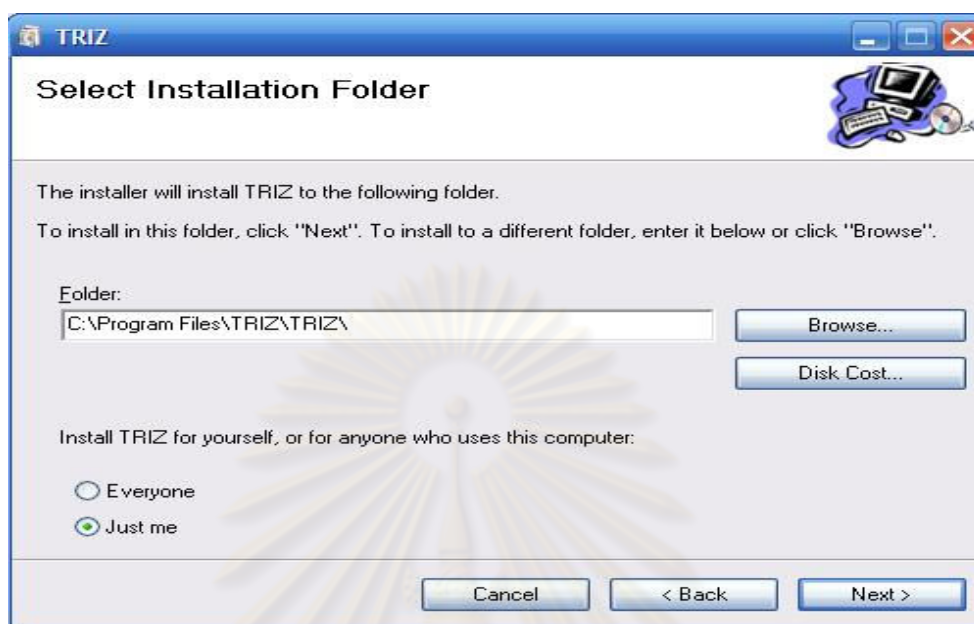 TRIZ
Select Installation Folder
The installer will install TRIZ to the following folder.
To install in this folder, click "Next". To install to a different folder, enter it below or click "Browse".
Folder:
C:\Program Files\TRIZ\TRIZ\
Browse...
Disk Cost...
Install TRIZ for yourself, or for anyone who uses this computer:
Everyone
Just me
Cancel
< Back
Next >